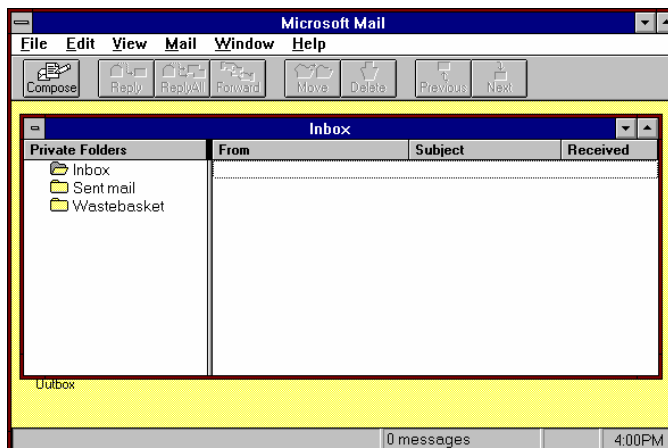 Microsoft Mail
File Edit View Mail Window Help
Compose Reply ReplyAll Forward Move Delete Previous Next
Inbox
Private Folders From Subject Received
Inbox
Sent mail
Wastebasket
Outbox
0 messages 4:00PM